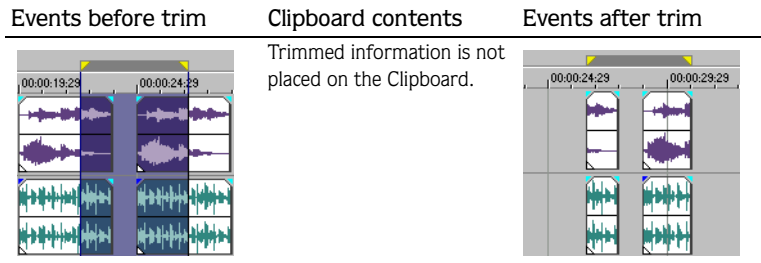 Events before trim
Clipboard contents
Events after trim
Trimmed information is not
placed on the Clipboard.
00:00:19:29
00:00:24:29
00:00:24:29
00:00:29:29